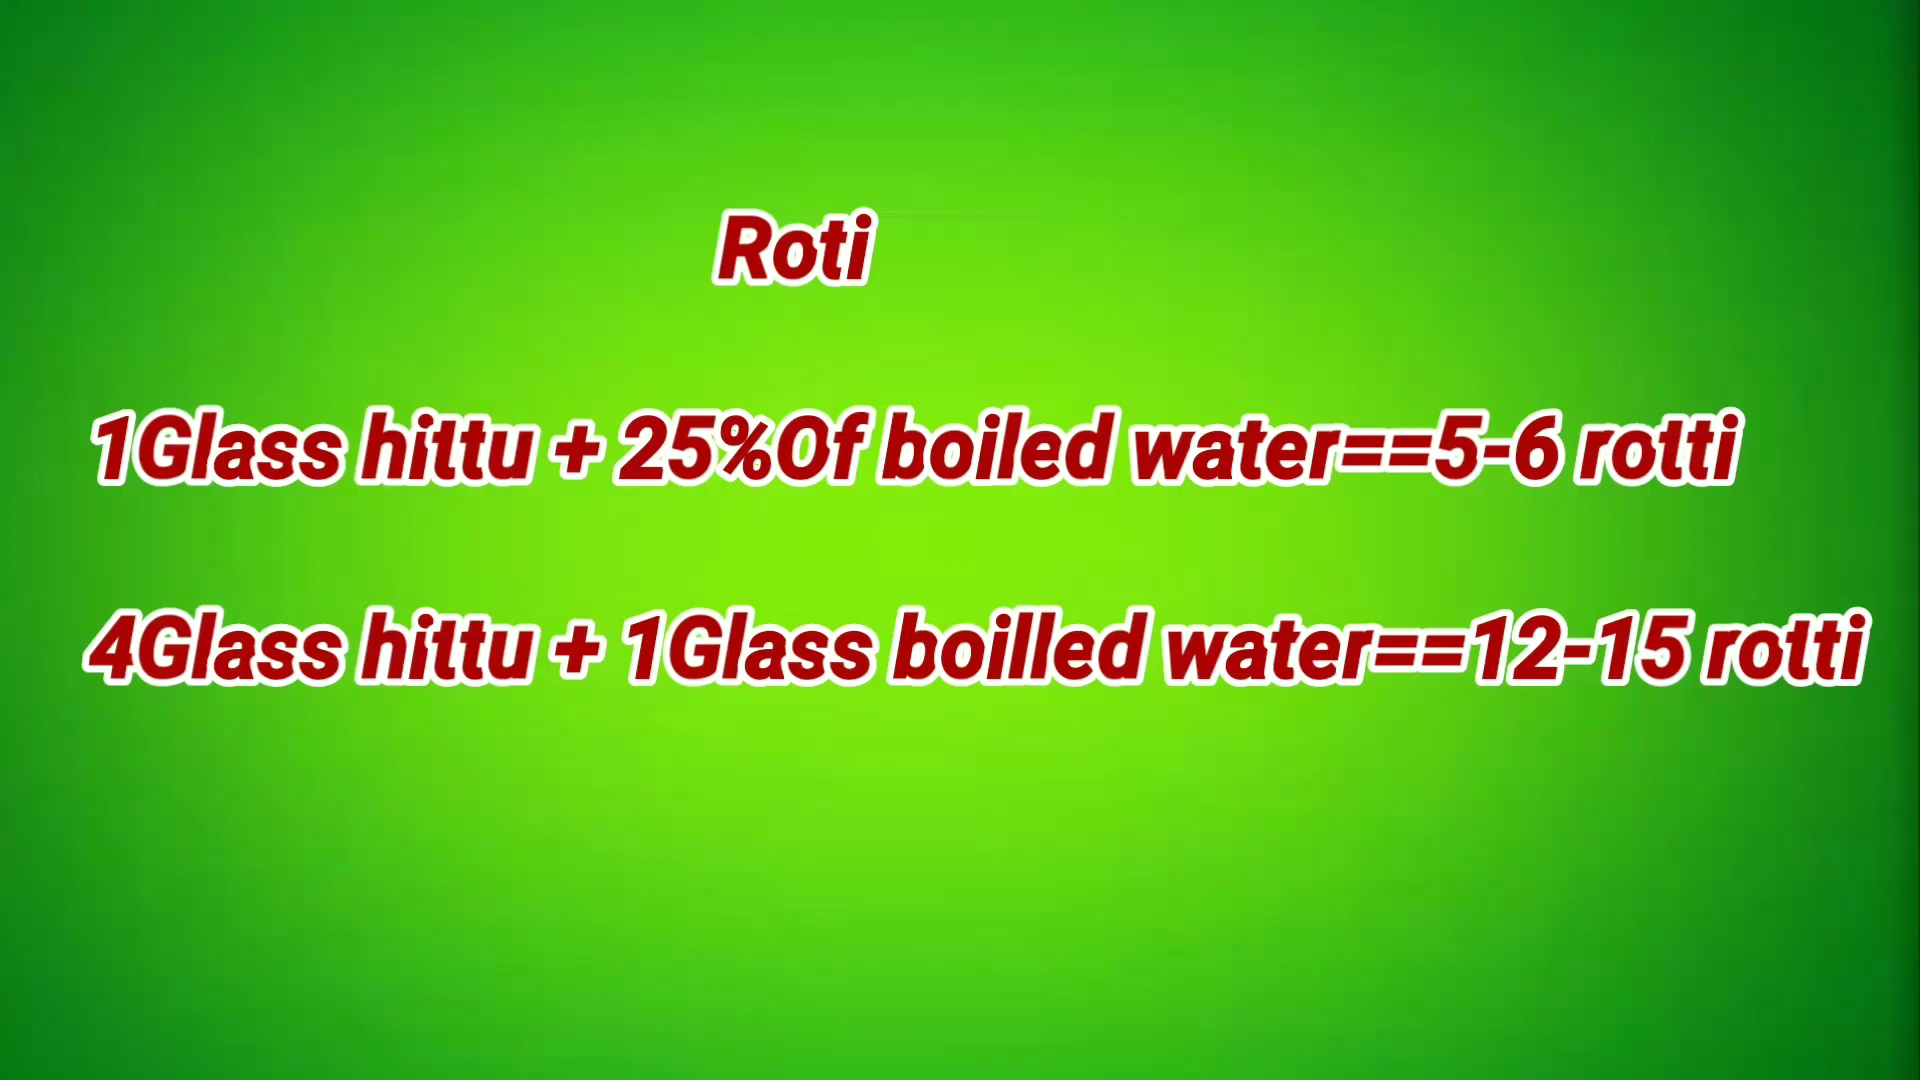 Roti
1Glass hittu + 25%Of boiled water==5-6 rotti
4Glass hittu + 1Glass boilled water==12-15 rotti